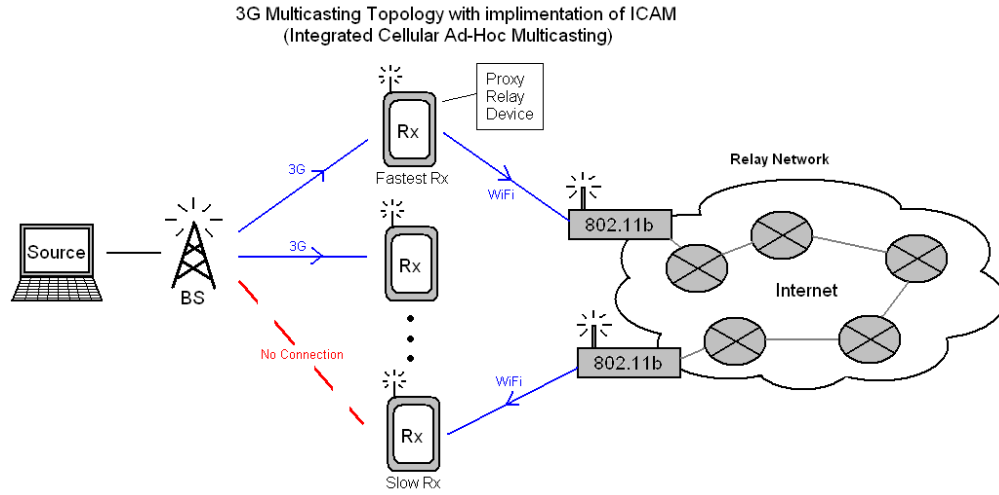 3G Multicasting Topology with implimentation of ICAM
(Integrated Cellular Ad-Hoc Multicasting)
Proxy
Relay
Device
Rx
Fastest Rx
3G
WiFi
Relay Network
802.11b
Source
BS
3G
Rx
Internet
No Connection
802.11b
WiFi
Rx
Slow Rx